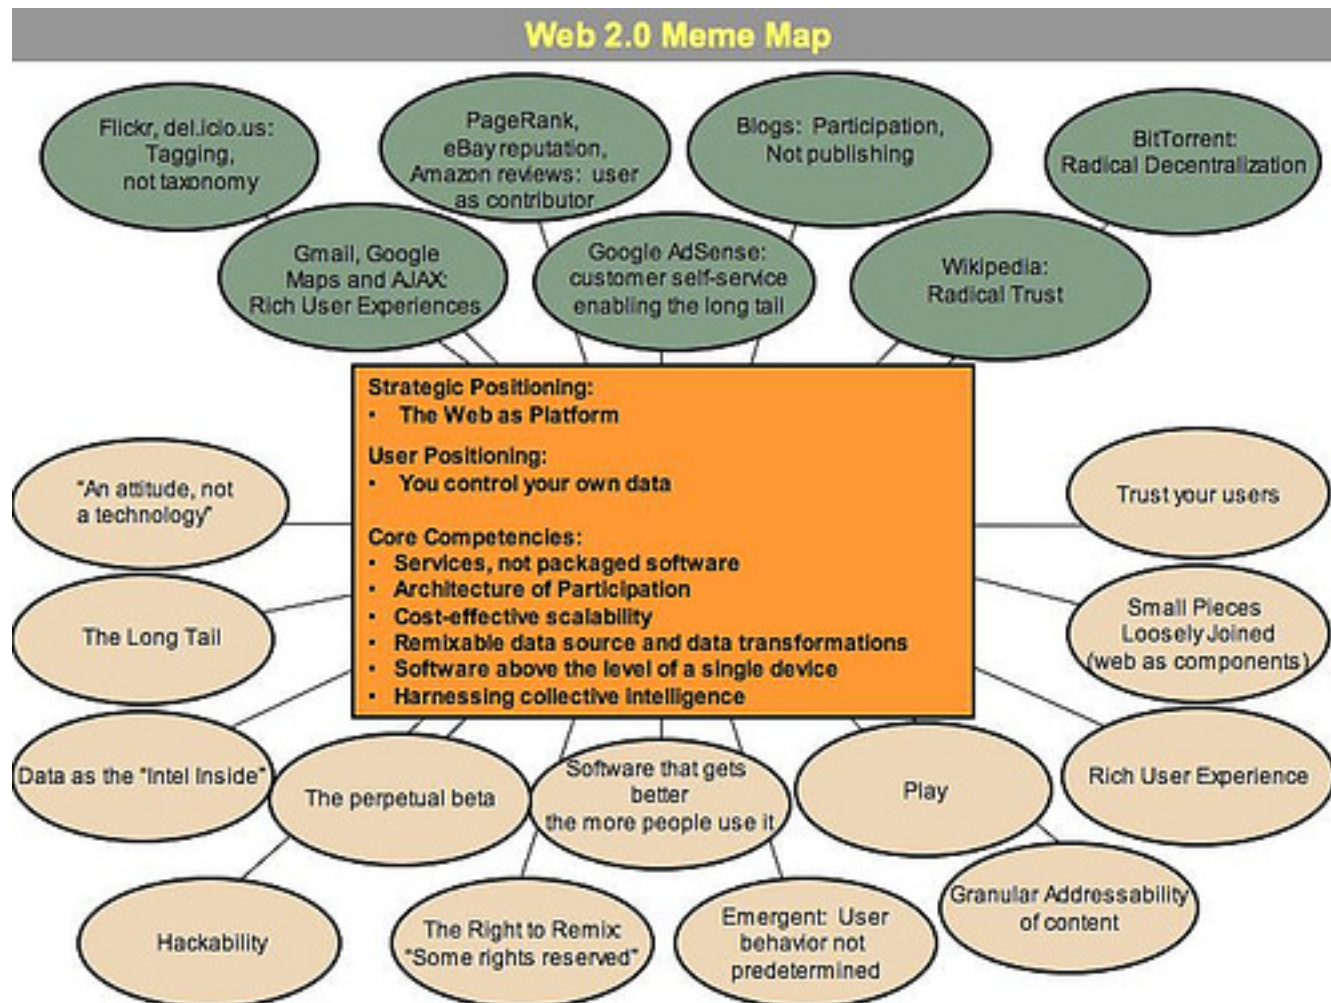 Web 2.0 Meme Map
Flickr, del.icio.us:
Tagging,
not taxonomy
PageRank,
eBay reputation,
Amazon reviews: user
as contributor
Blogs: Participation,
Not publishing
BitTorrent:
Radical Decentralization
Gmail, Google
Maps and AJAX:
Rich User Experiences
Google AdSense:
customer self-service
enabling the long tail
Wikipedia:
Radical Trust
Strategic Positioning:
• The Web as Platform
User Positioning:
• You control your own data
Core Competencies:
• Services, not packaged software
• Architecture of Participation
• Cost-effective scalability
• Remixable data source and data transformations
• Software above the level of a single device
• Harnessing collective intelligence
"An attitude, not
a technology"
The Long Tail
Data as the "Intel Inside"
Trust your users
Small Pieces
Loosely Joined
(web as components)
Rich User Experience
The perpetual beta
Software that gets
better
the more people use it
Play
Hackability
The Right to Remix:
"Some rights reserved"
Emergent: User
behavior not
predetermined
Granular Addressability
of content